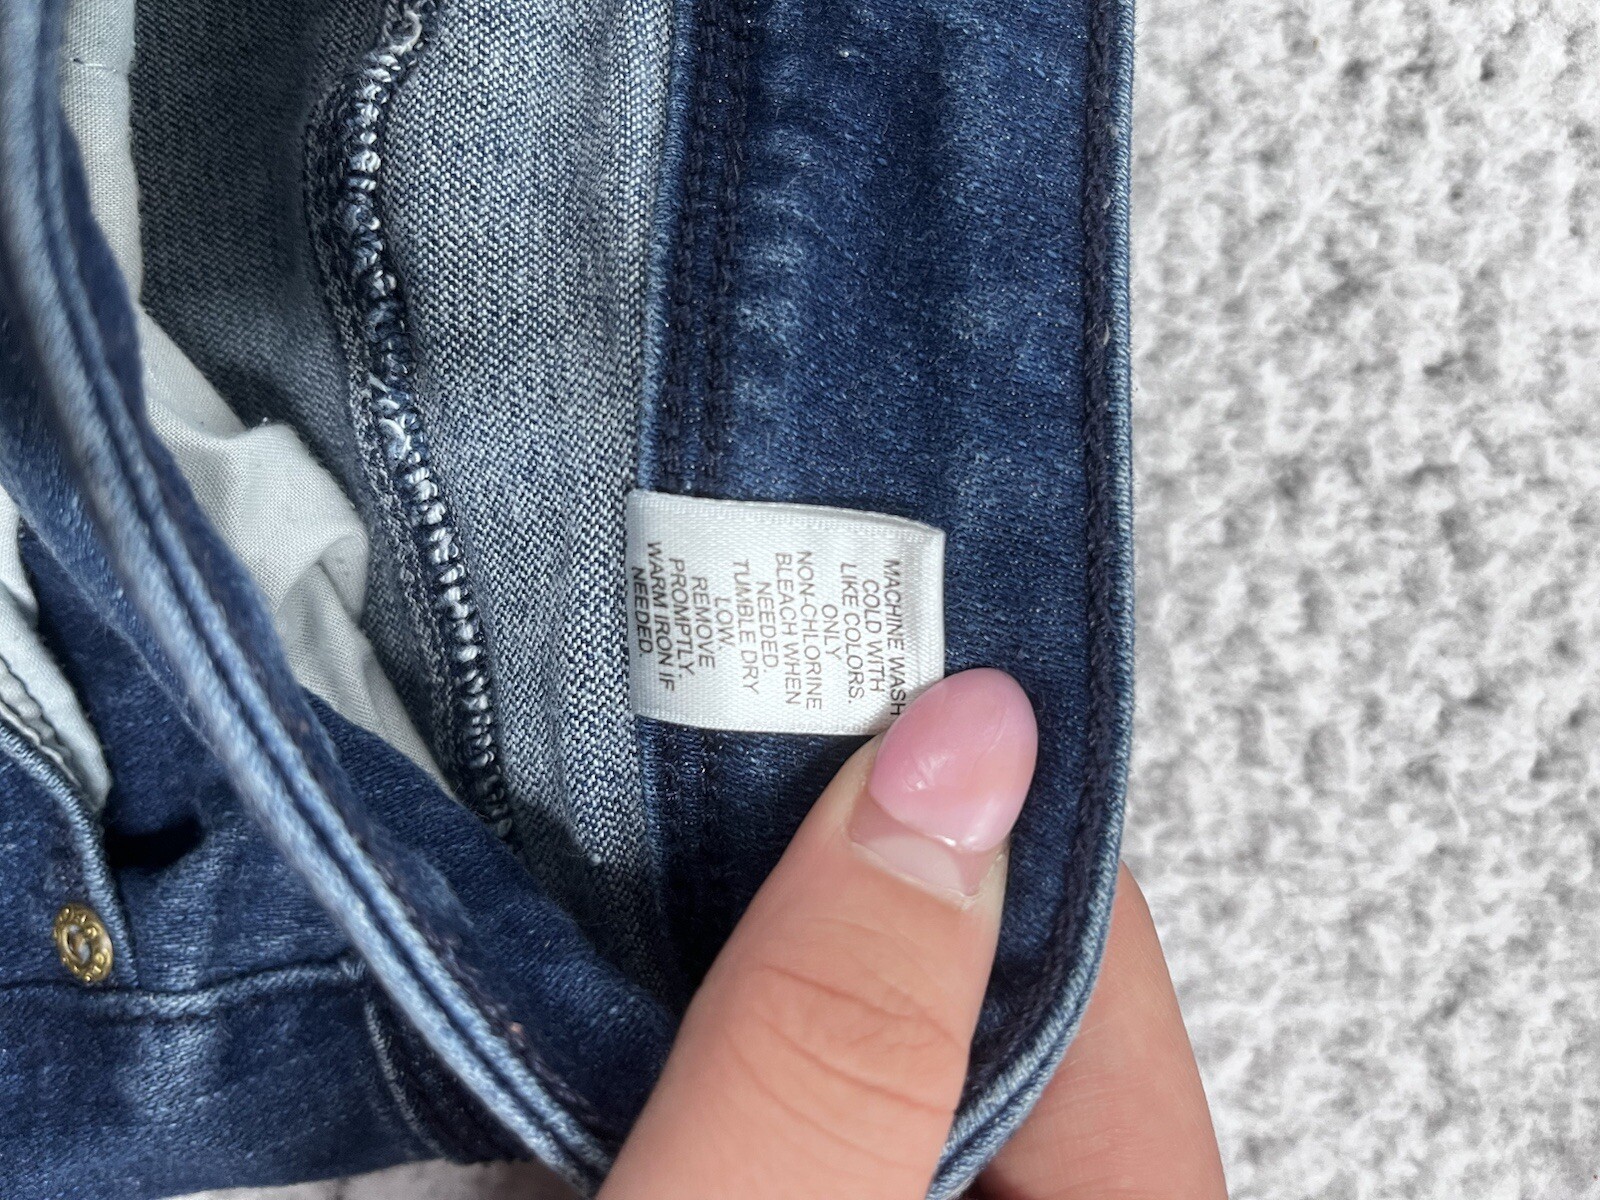 MACHINE WASH
COLD WITH
LIKE COLORS.
ONLY
NON-CHLORINE
BLEACH WHEN
NEEDED.
TUMBLE DRY
LOW.
REMOVE
PROMPTLY.
WARM IRON IF
NEEDED.